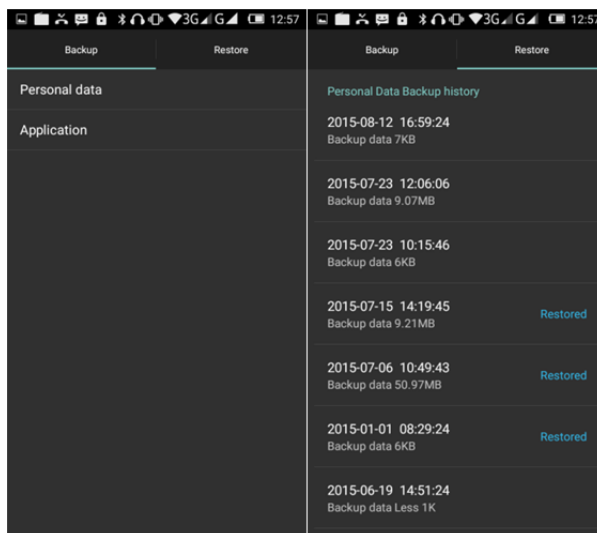 3G G 12:57
Backup Restore
Personal data
Application
3G G 12:57
Backup Restore
Personal Data Backup history
2015-08-12 16:59:24
Backup data 7KB
2015-07-23 12:06:06
Backup data 9.07MB
2015-07-23 10:15:46
Backup data 6KB
2015-07-15 14:19:45
Restored
Backup data 9.21MB
2015-07-06 10:49:43
Restored
Backup data 50.97MB
2015-01-01 08:29:24
Restored
Backup data 6KB
2015-06-19 14:51:24
Backup data Less 1K